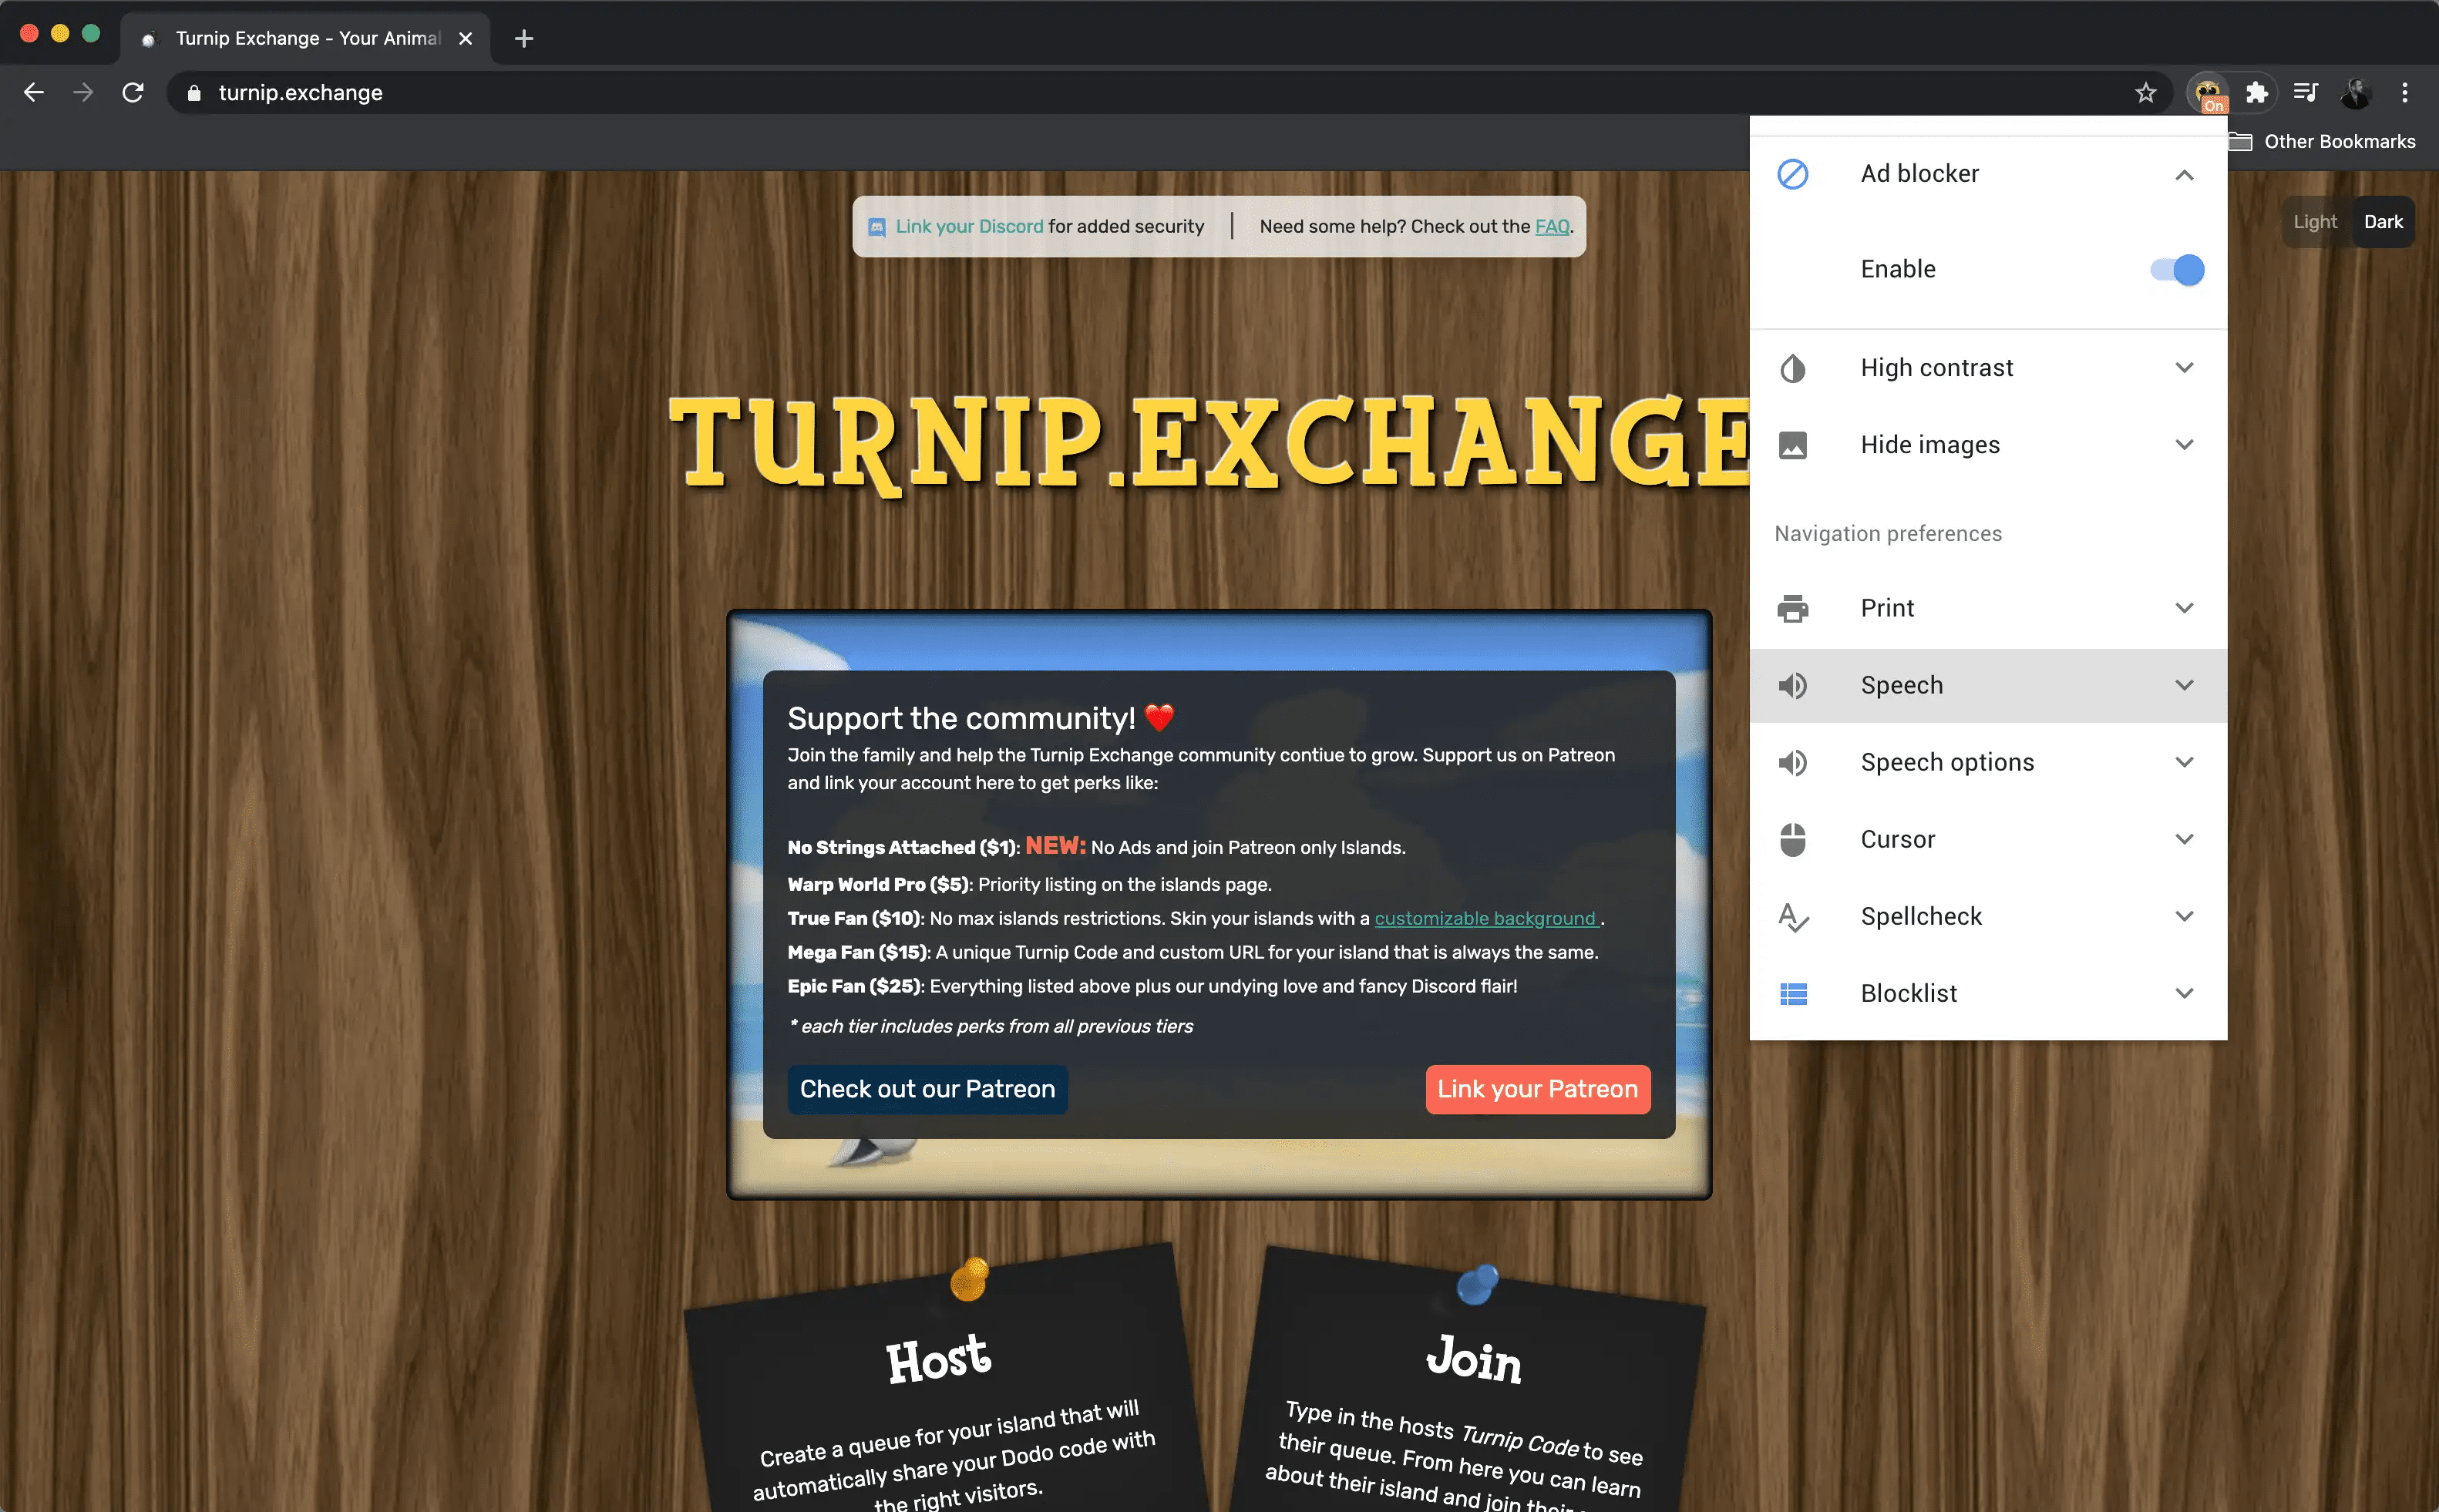 Turnip Exchange - Your Animal
turnip.exchange
On
Other Bookmarks
Link your Discord for added security | Need some help? Check out the FAQ.
Light Dark
TURNIP.EXCHANGE
Support the community! ❤️
Join the family and help the Turnip Exchange community contiue to grow. Support us on Patreon
and link your account here to get perks like:
No Strings Attached ($1): NEW: No Ads and join Patreon only Islands.
Warp World Pro ($5): Priority listing on the islands page.
True Fan ($10): No max islands restrictions. Skin your islands with a customizable background .
Mega Fan ($15): A unique Turnip Code and custom URL for your island that is always the same.
Epic Fan ($25): Everything listed above plus our undying love and fancy Discord flair!
* each tier includes perks from all previous tiers
Check out our Patreon
Link your Patreon
Host
Create a queue for your island that will
automatically share your Dodo code with
the right visitors.
Join
Type in the hosts Turnip Code to see
their queue. From here you can learn
about their island and join their
Ad blocker
Enable
High contrast
Hide images
Navigation preferences
Print
Speech
Speech options
Cursor
Spellcheck
Blocklist